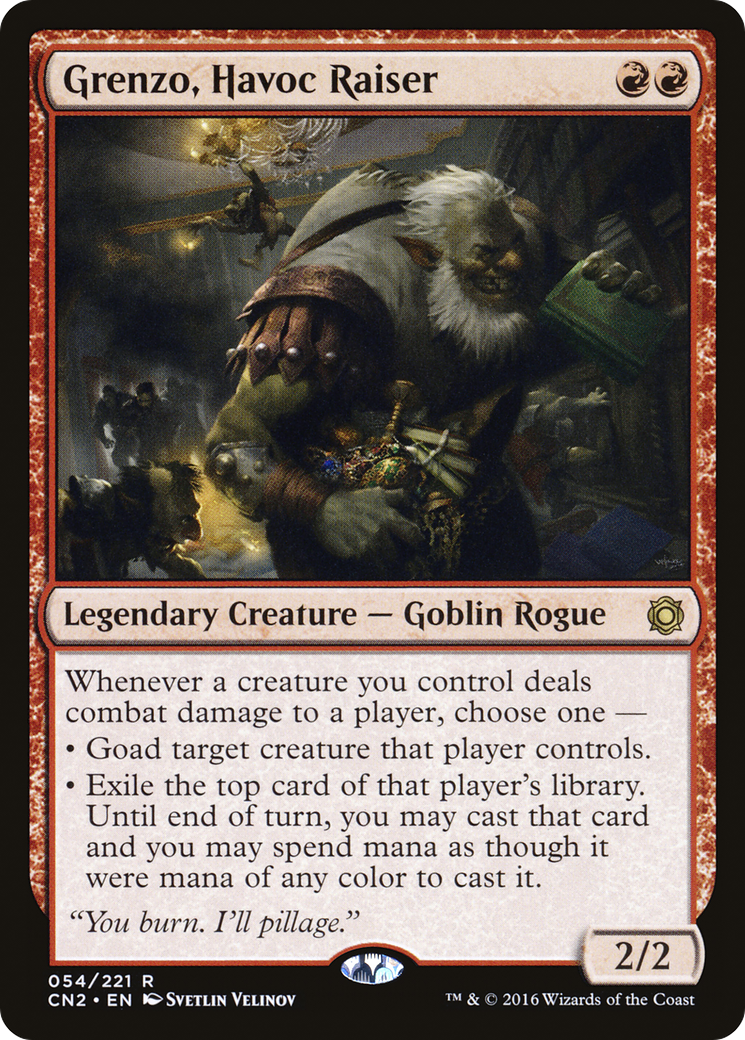 Grenzo, Havoc Raiser
Legendary Creature — Goblin Rogue
Whenever a creature you control deals
combat damage to a player, choose one —
• Goad target creature that player controls.
• Exile the top card of that player's library.
Until end of turn, you may cast that card
and you may spend mana as though it
were mana of any color to cast it.
“You burn. I'll pillage.”
2/2
054/221 R
CN2 • EN Svetlin Velinov
™ & © 2016 Wizards of the Coast